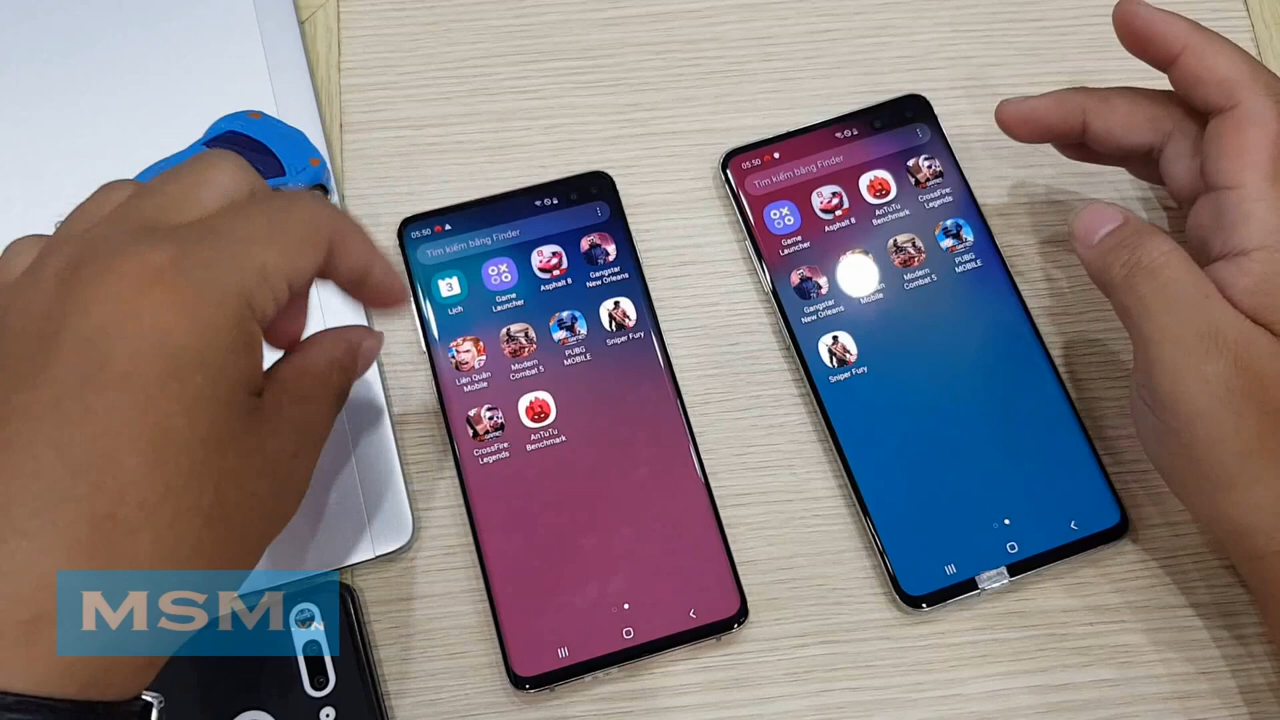 05:50
Tìm kiếm bằng Finder
3
Lịch
Game
Launcher
Asphalt 8
Gangstar
New Orleans
Liên Quân
Mobile
Modern
Combat 5
PUBG
MOBILE
Sniper Fury
CrossFire:
Legends
AnTuTu
Benchmark
05:50
Tìm kiếm bằng Finder
Game
Launcher
Asphalt 8
AnTuTu
Benchmark
CrossFire:
Legends
Gangstar
New Orleans
Mobile
Modern
Combat 5
PUBG
MOBILE
Sniper Fury
MSM
VN